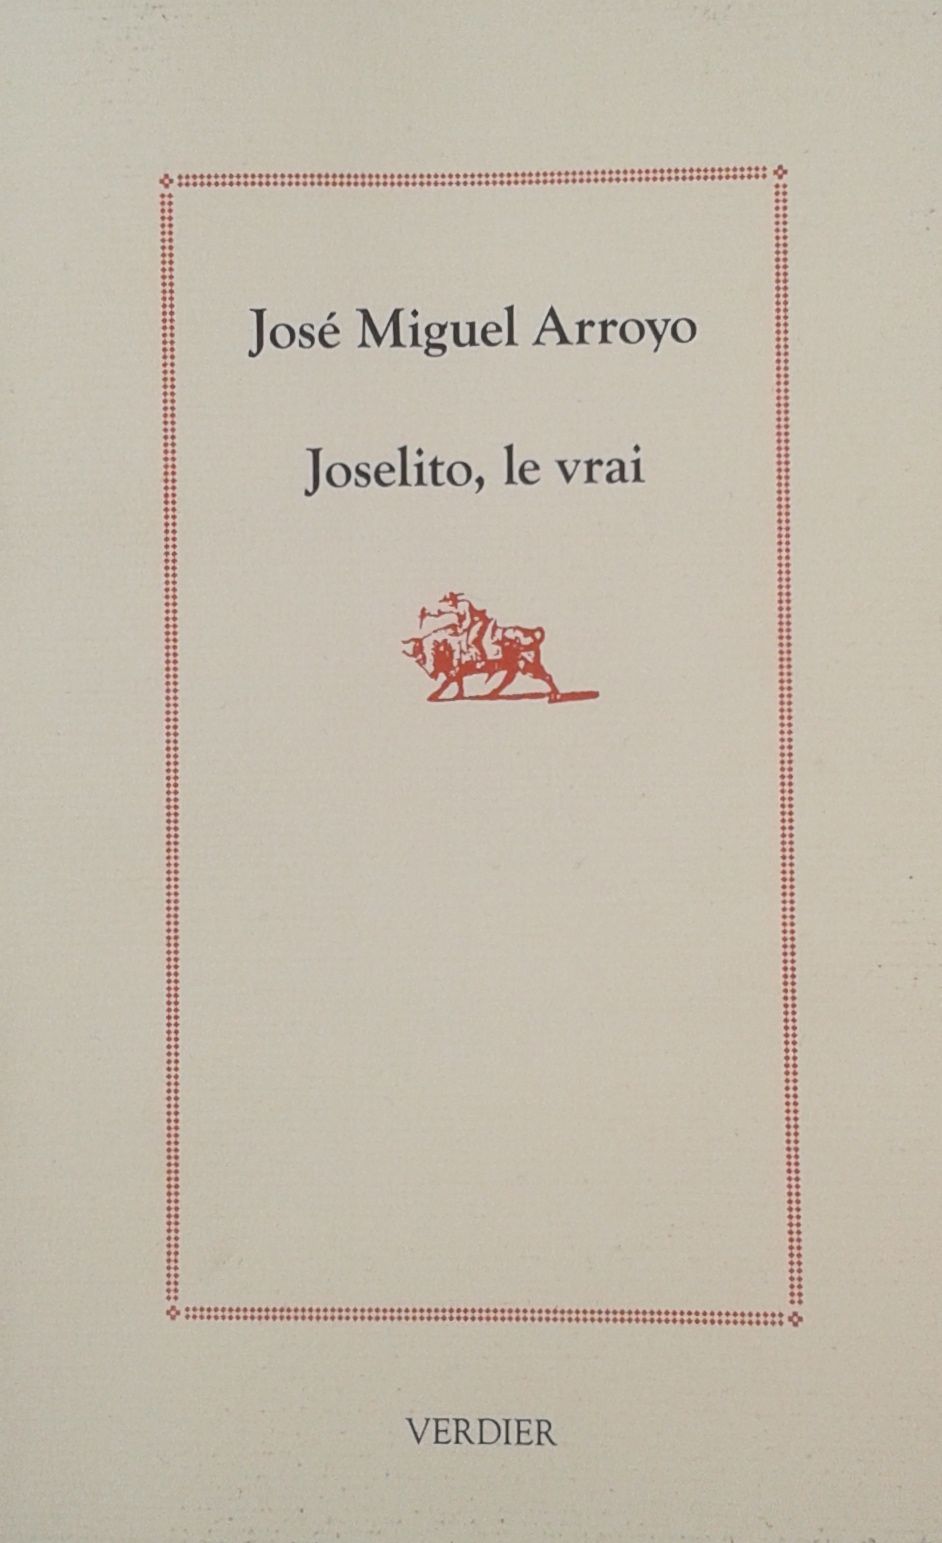 José Miguel Arroyo
Joselito, le vrai
VERDIER